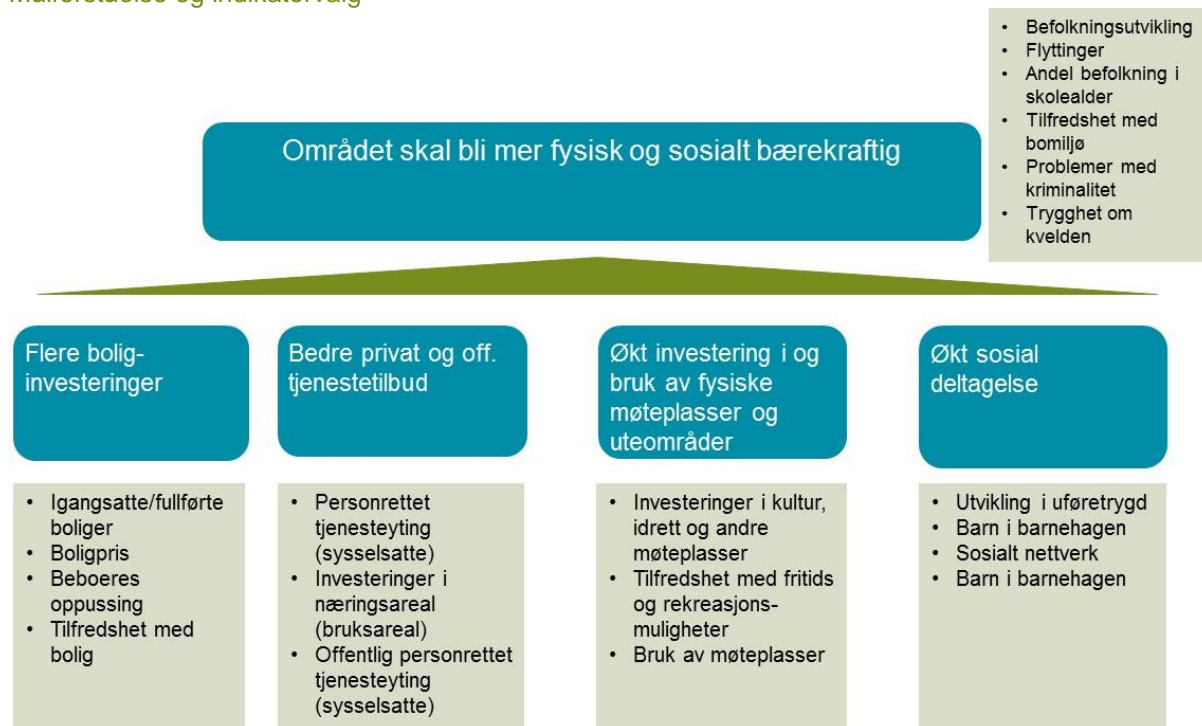 Målforståelse og indikatorvalg
• Befolkningsutvikling
• Flyttinger
• Andel befolkning i
skolealder
• Tilfredshet med
bomiljø
• Problemer med
kriminalitet
• Trygghet om
kvelden
Området skal bli mer fysisk og sosialt bærekraftig
Flere bolig-
investeringer
Bedre privat og off.
tjenestetilbud
Økt investering i og
bruk av fysiske
møteplasser og
uteområder
Økt sosial
deltagelse
• Igangsatte/fullførte
boliger
• Boligpris
• Beboeres
oppussing
• Tilfredshet med
bolig
• Personrettet
tjenesteyting
(sysselsatte)
• Investeringer i
næringsareal
(bruksareal)
• Offentlig personrettet
tjenesteyting
(sysselsatte)
• Investeringer i kultur,
idrett og andre
møteplasser
• Tilfredshet med fritids
og rekreasjons-
muligheter
• Bruk av møteplasser
• Utvikling i uføretrygd
• Barn i barnehagen
• Sosialt nettverk
• Barn i barnehagen